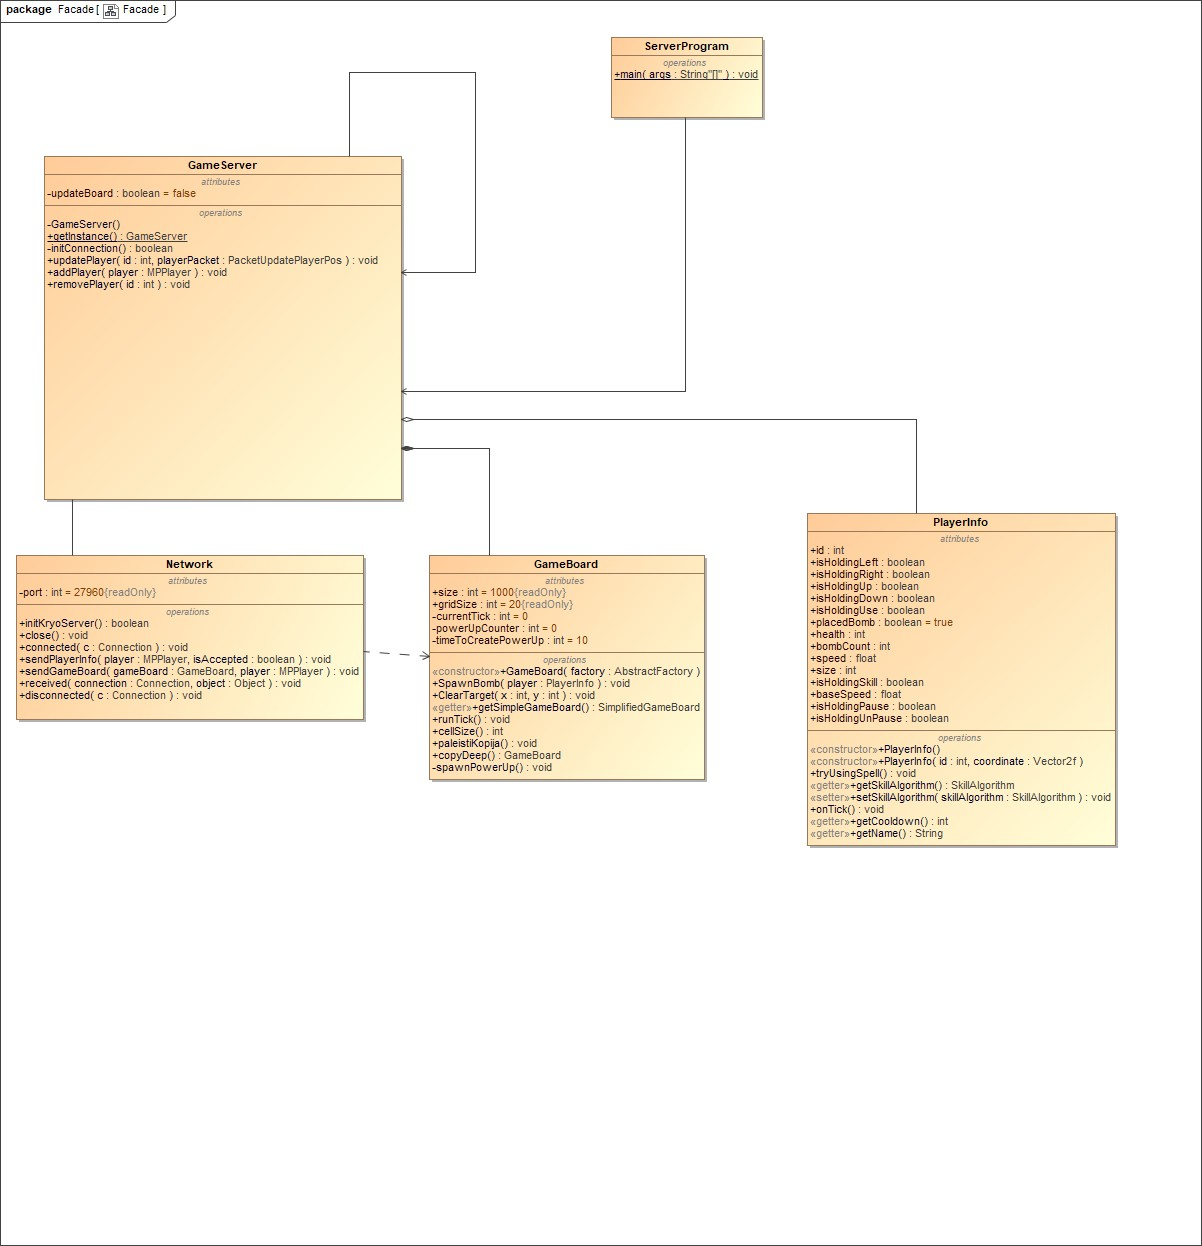 package Facade [ Facade ]
ServerProgram
operations
+main( args : String"[]" ) : void
GameServer
attributes
-updateBoard : boolean = false
operations
-GameServer()
+getInstance() : GameServer
-initConnection() : boolean
+updatePlayer( id : int, playerPacket : PacketUpdatePlayerPos ) : void
+addPlayer( player : MPPlayer ) : void
+removePlayer( id : int ) : void
Network
attributes
-port : int = 27960{readOnly}
operations
+initKryoServer() : boolean
+close() : void
+connected( c : Connection ) : void
+sendPlayerInfo( player : MPPlayer, isAccepted : boolean ) : void
+sendGameBoard( gameBoard : GameBoard, player : MPPlayer ) : void
+received( connection : Connection, object : Object ) : void
+disconnected( c : Connection ) : void
GameBoard
attributes
+size : int = 1000{readOnly}
+gridSize : int = 20{readOnly}
-currentTick : int = 0
-powerUpCounter : int = 0
-timeToCreatePowerUp : int = 10
operations
«constructor»+GameBoard( factory : AbstractFactory )
+SpawnBomb( player : PlayerInfo ) : void
+ClearTarget( x : int, y : int ) : void
«getter»+getSimpleGameBoard() : SimplifiedGameBoard
+runTick() : void
+cellSize() : int
+paleistiKopija() : void
+copyDeep() : GameBoard
-spawnPowerUp() : void
PlayerInfo
attributes
+id : int
+isHoldingLeft : boolean
+isHoldingRight : boolean
+isHoldingUp : boolean
+isHoldingDown : boolean
+isHoldingUse : boolean
+placedBomb : boolean = true
+health : int
+bombCount : int
+speed : float
+size : int
+isHoldingSkill : boolean
+baseSpeed : float
+isHoldingPause : boolean
+isHoldingUnPause : boolean
operations
«constructor»+PlayerInfo()
«constructor»+PlayerInfo( id : int, coordinate : Vector2f )
+tryUsingSpell() : void
«getter»+getSkillAlgorithm() : SkillAlgorithm
«setter»+setSkillAlgorithm( skillAlgorithm : SkillAlgorithm ) : void
+onTick() : void
«getter»+getCooldown() : int
«getter»+getName() : String